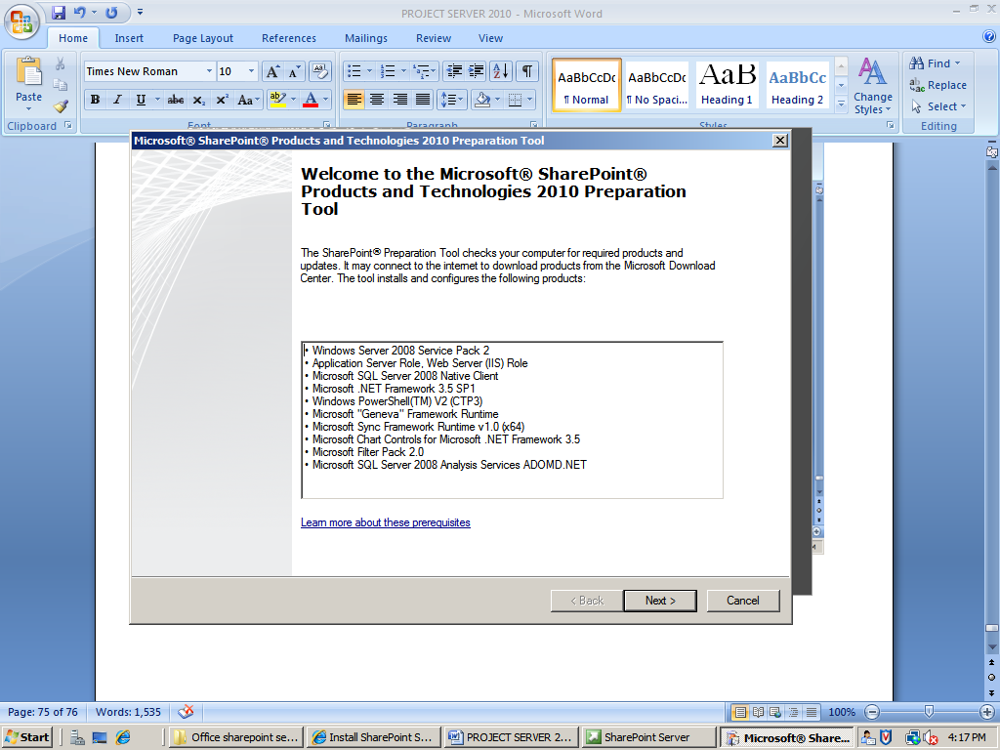 PROJECT SERVER 2010 - Microsoft Word
Home Insert Page Layout References Mailings Review View
Paste
Clipboard
Times New Roman 10
Font
Paragraph
AaBbCcDc AaBbCcDc AaBbC AaBbCc
¶ Normal ¶ No Spaci... Heading 1 Heading 2
Change Styles
Styles
Find
Replace
Select
Editing
Microsoft® SharePoint® Products and Technologies 2010 Preparation Tool
Welcome to the Microsoft® SharePoint®
Products and Technologies 2010 Preparation
Tool
The SharePoint® Preparation Tool checks your computer for required products and
updates. It may connect to the internet to download products from the Microsoft Download
Center. The tool installs and configures the following products:
• Windows Server 2008 Service Pack 2
• Application Server Role, Web Server (IIS) Role
• Microsoft SQL Server 2008 Native Client
• Microsoft .NET Framework 3.5 SP1
• Windows PowerShell(TM) V2 (CTP3)
• Microsoft "Geneva" Framework Runtime
• Microsoft Sync Framework Runtime v1.0 (x64)
• Microsoft Chart Controls for Microsoft .NET Framework 3.5
• Microsoft Filter Pack 2.0
• Microsoft SQL Server 2008 Analysis Services ADOMD.NET
Learn more about these prerequisites
< Back Next > Cancel
Page: 75 of 76 Words: 1,535 100%
Start Office sharepoint se... Install SharePoint S... PROJECT SERVER 2... SharePoint Server Microsoft® Share... 4:17 PM